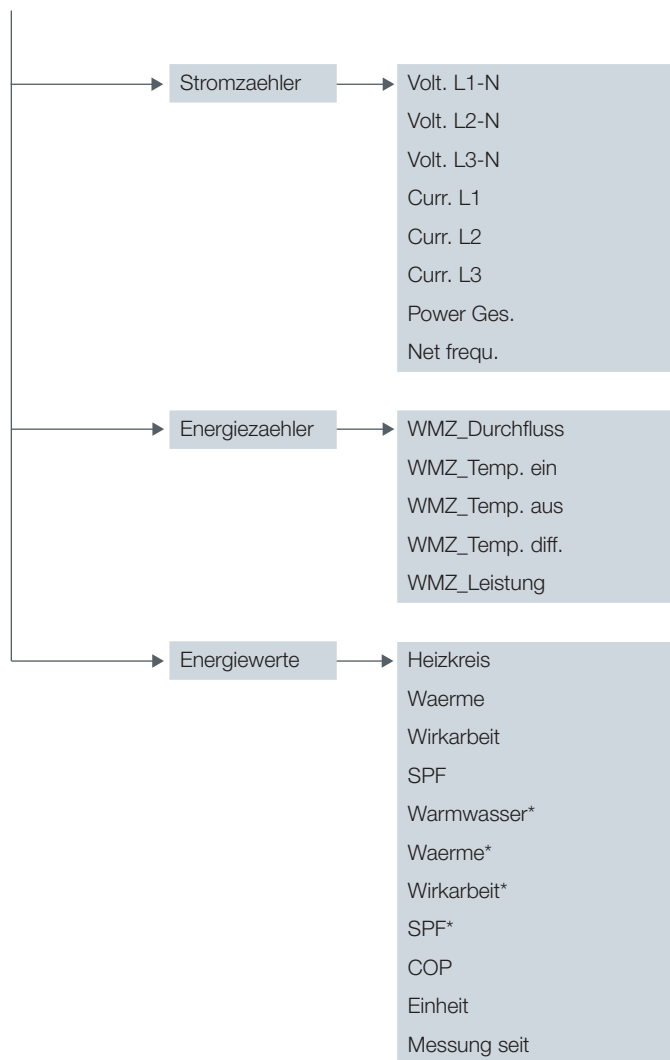 Stromzaehler
Volt. L1-N
Volt. L2-N
Volt. L3-N
Curr. L1
Curr. L2
Curr. L3
Power Ges.
Net frequ.
Energiezaehler
WMZ_Durchfluss
WMZ_Temp. ein
WMZ_Temp. aus
WMZ_Temp. diff.
WMZ_Leistung
Energiewerte
Heizkreis
Waerme
Wirkarbeit
SPF
Warmwasser*
Waerme*
Wirkarbeit*
SPF*
COP
Einheit
Messung seit